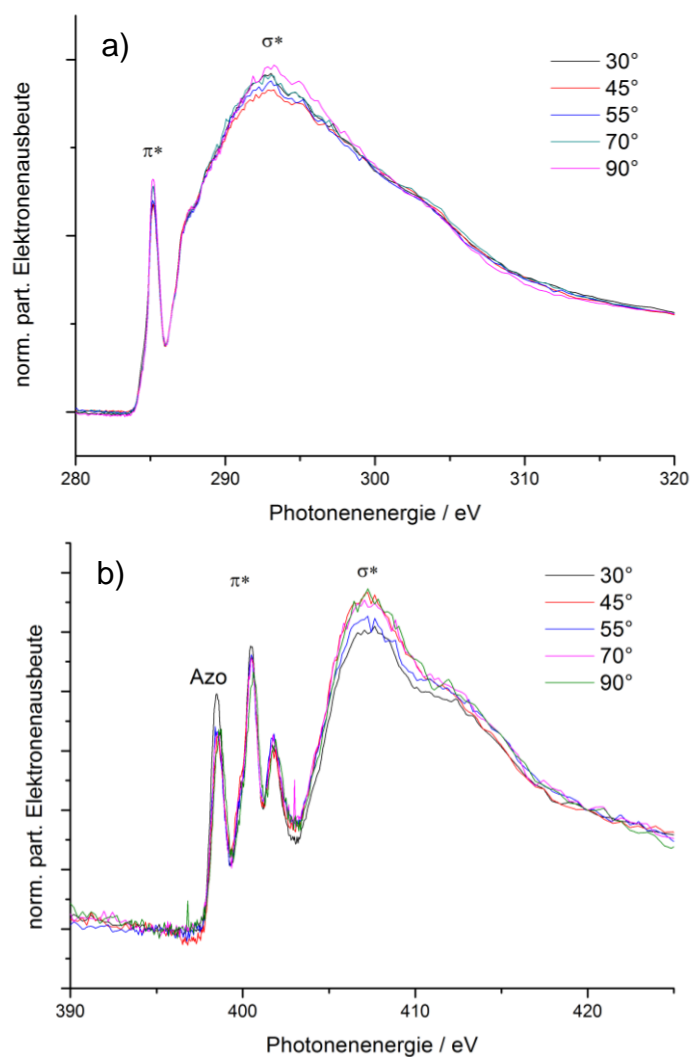 a)
σ*
π*
30°
45°
55°
70°
90°
norm. part. Elektronenausbeute
280 290 300 310 320
Photonenenergie / eV
b)
π*
σ*
Azo
30°
45°
55°
70°
90°
norm. part. Elektronenausbeute
390 400 410 420
Photonenenergie / eV